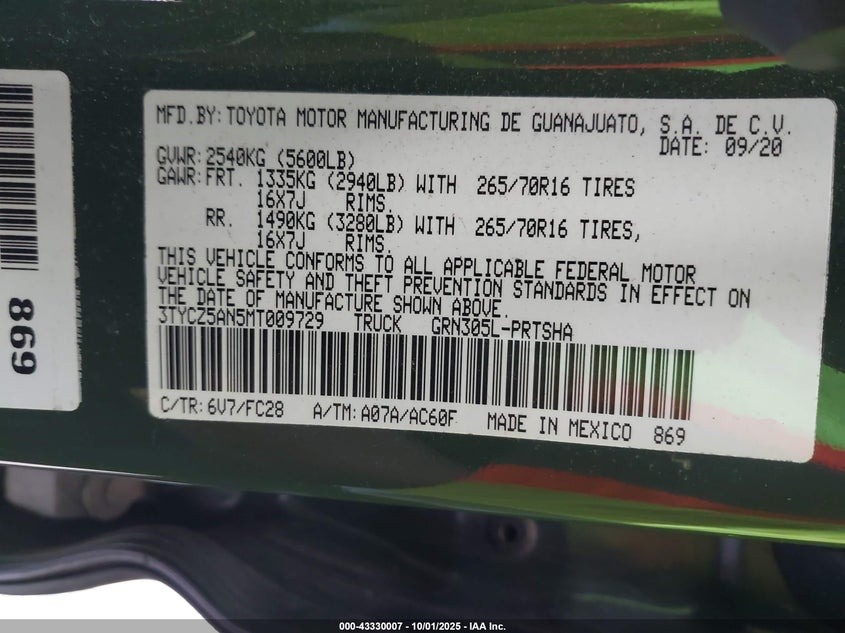 869
MFD.BY: TOYOTA MOTOR MANUFACTURING DE GUANAJUATO, S.A. DE C.V.
DATE: 09/20
GVWR: 2540KG (5600LB)
GAWR: FRT. 1335KG (2940LB) WITH 265/70R16 TIRES
16X7J RIMS.
RR. 1490KG (3280LB) WITH 265/70R16 TIRES,
16X7J RIMS.
THIS VEHICLE CONFORMS TO ALL APPLICABLE FEDERAL MOTOR
VEHICLE SAFETY AND THEFT PREVENTION STANDARDS IN EFFECT ON
THE DATE OF MANUFACTURE SHOWN ABOVE.
3TYCZ5AN5MT009729 TRUCK GRN305L-PRTSHA
C/TR: 6V7/FC28 A/TM: A07A/AC60F MADE IN MEXICO 869
000-43330007 - 10/01/2025 - IAA Inc.